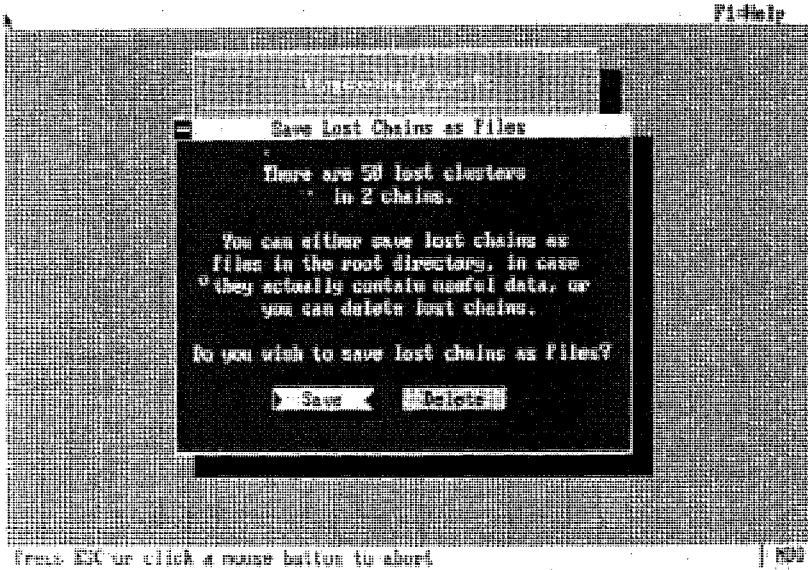 F1=Help
Save Lost Chains as Files
There are 50 lost clusters
in 2 chains.
You can either save lost chains as
files in the root directory, in case
they actually contain useful data, or
you can delete lost chains.
Do you wish to save lost chains as files?
Save
Delete
Press ESC or click a mouse button to abort